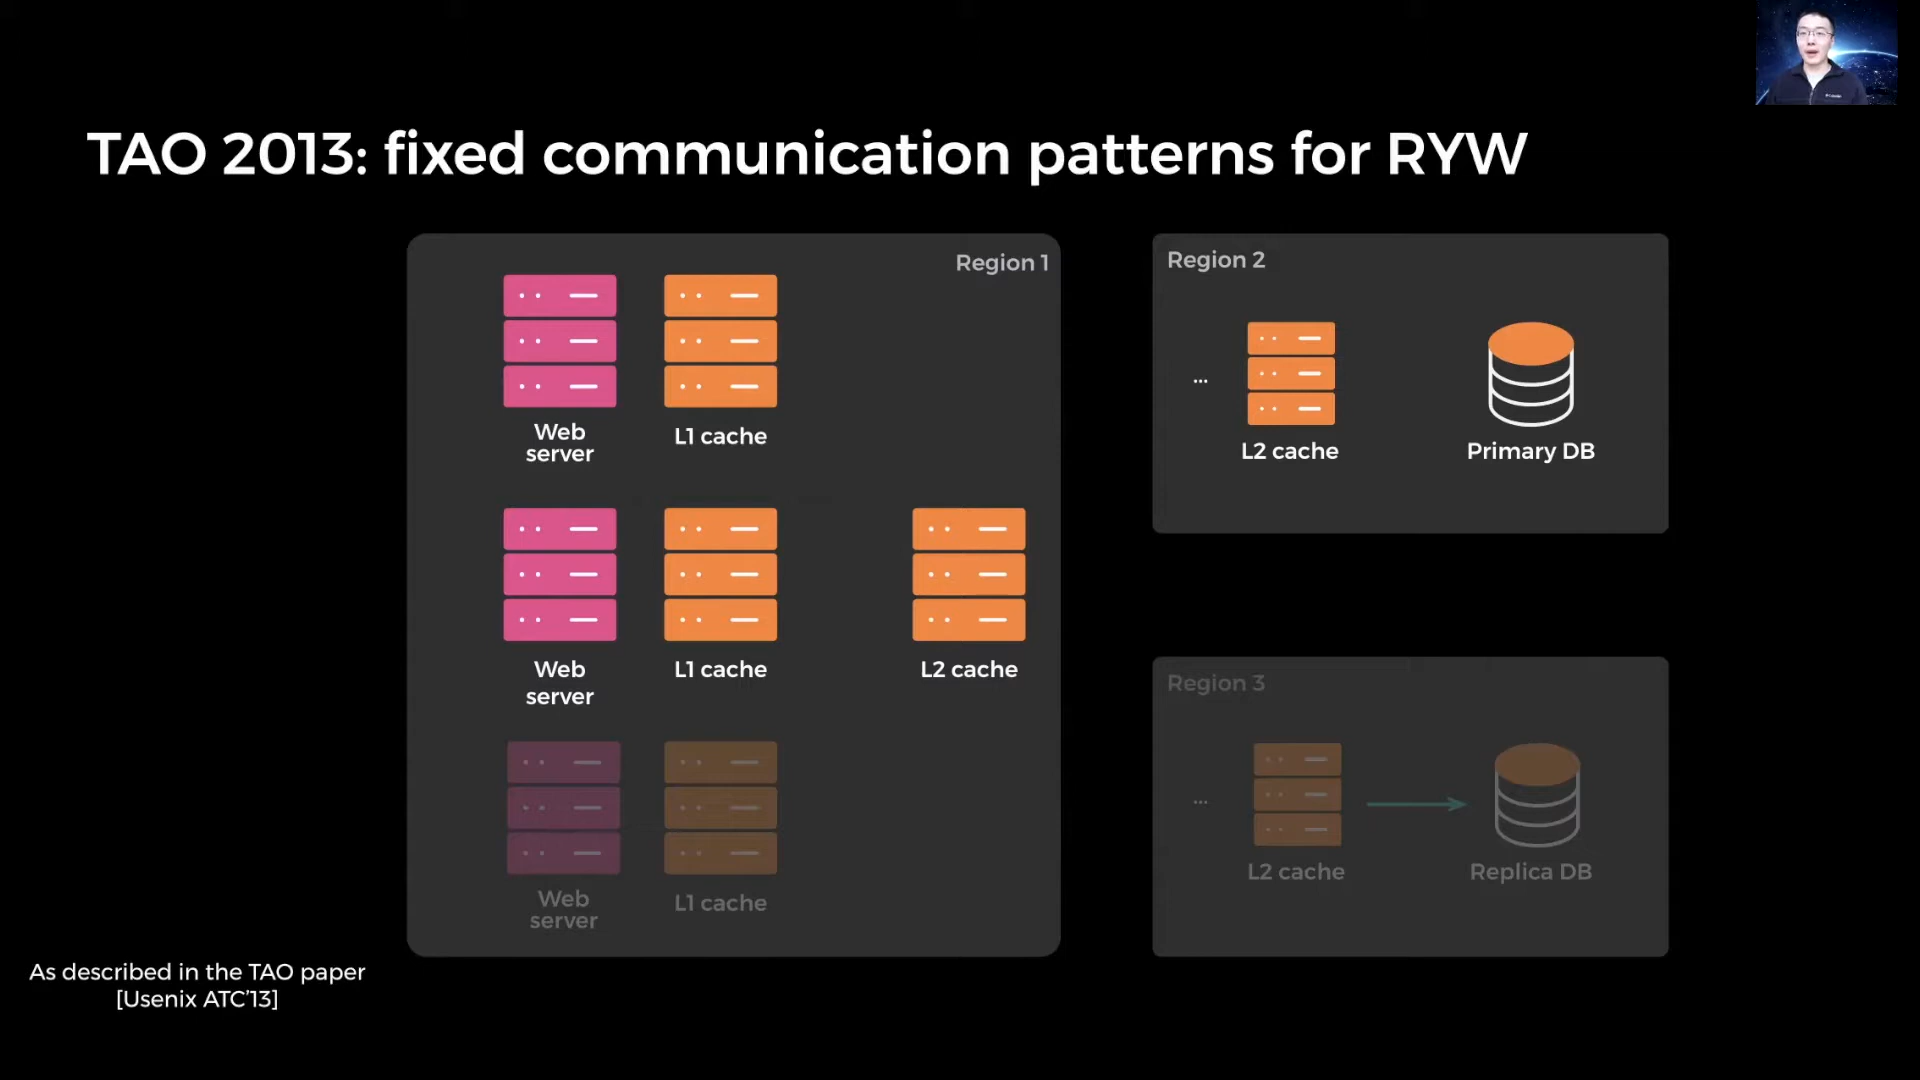 TAO 2013: fixed communication patterns for RYW
Region 1
Web
server
L1 cache
Web
server
L1 cache
L2 cache
Web
server
L1 cache
Region 2
...
L2 cache
Primary DB
Region 3
...
L2 cache
Replica DB
As described in the TAO paper
[Usenix ATC'13]